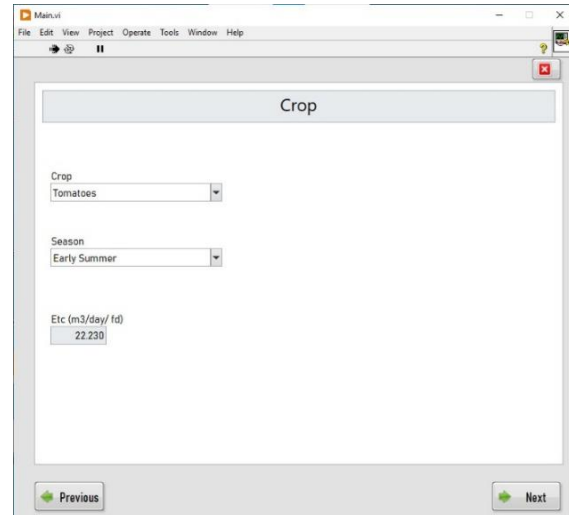 Main.vi
File Edit View Project Operate Tools Window Help
?
Crop
Crop
Tomatoes
Season
Early Summer
Etc (m3/day/ fd)
22.230
Previous
Next